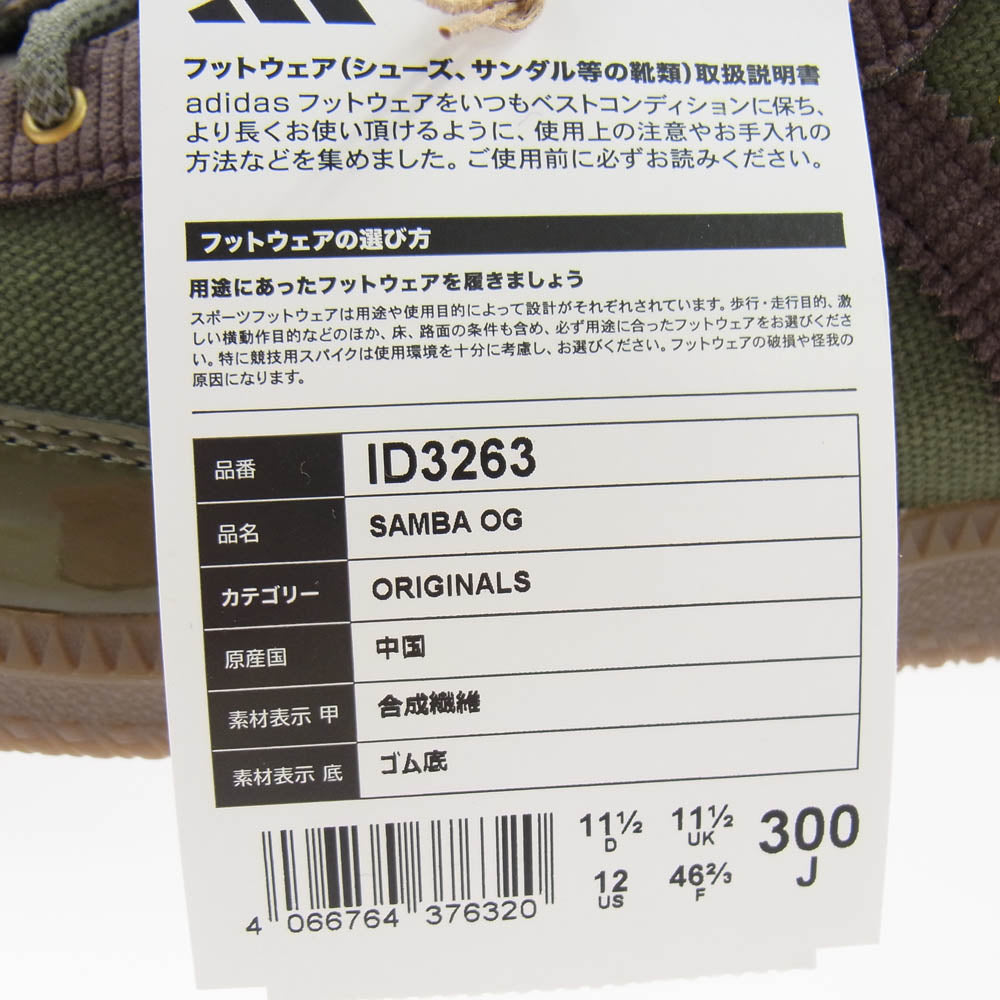 フットウェア(シューズ、サンダル等の靴類)取扱説明書
adidas フットウェアをいつもベストコンディションに保ち、
より長くお使い頂けるように、使用上の注意やお手入れの
方法などを集めました。ご使用前に必ずお読みください。
フットウェアの選び方
用途にあったフットウェアを履きましょう
スポーツフットウェアは用途や使用目的によって設計がそれぞれされています。歩行・走行目的、激
しい横動作目的などのほか、床、路面の条件も含め、必ず用途に合ったフットウェアをお選びくださ
い。特に競技用スパイクは使用環境を十分に考慮し、お選びください。フットウェアの破損や怪我の
原因になります。
品番 ID3263
品名 SAMBA OG
カテゴリー ORIGINALS
原産国 中国
素材表示 甲 合成繊維
素材表示 底 ゴム底
11½ 11½ 300
D UK J
12 46⅔
US F
4 066764 376320